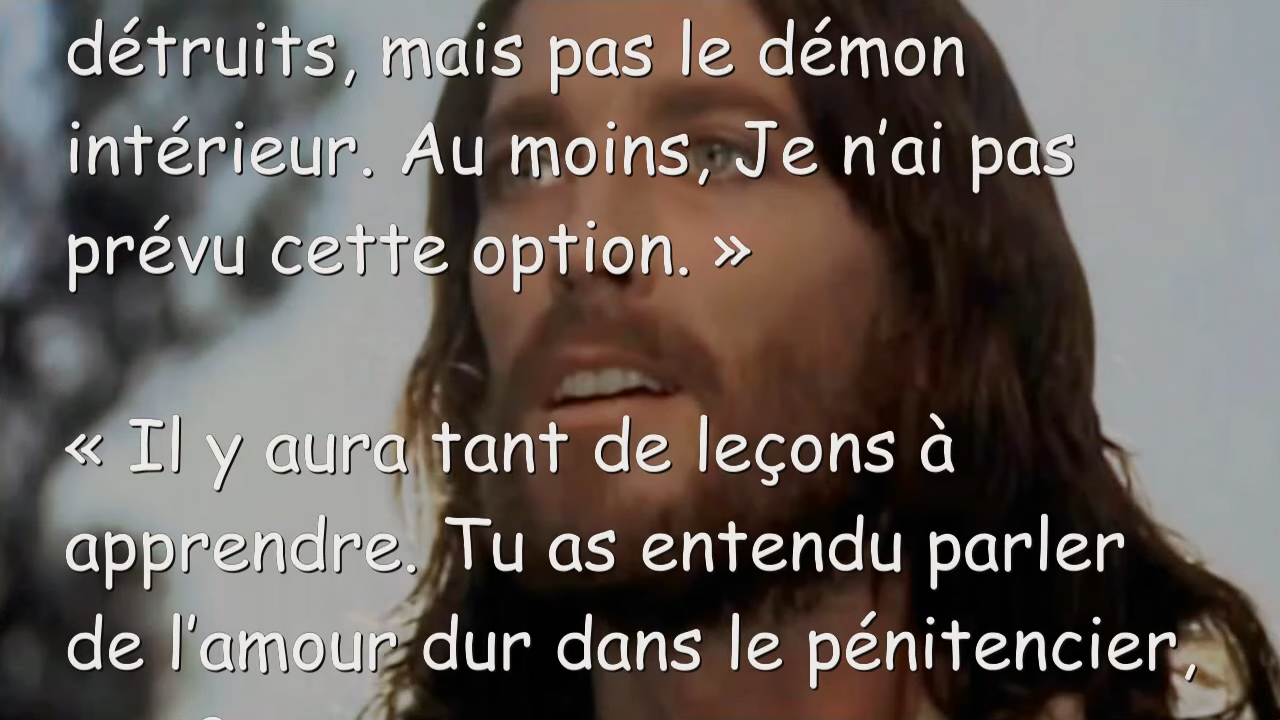 détruits, mais pas le démon
intérieur. Au moins, Je n’ai pas
prévu cette option. »
« Il y aura tant de leçons à
apprendre. Tu as entendu parler
de l’amour dur dans le pénitencier,